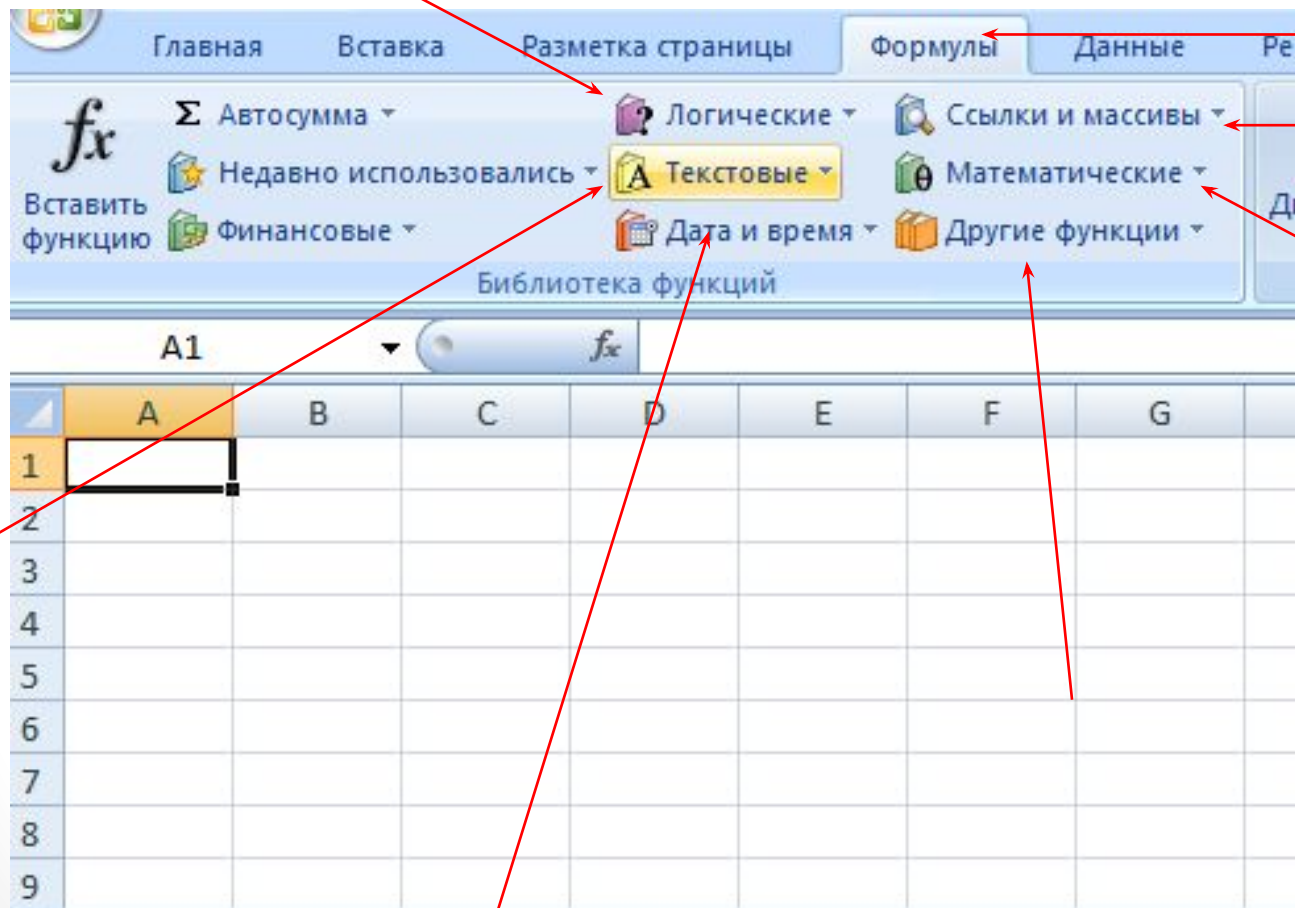 Главная Вставка Разметка страницы Формулы Данные Ре
fx Σ Автосумма Логические Ссылки и массивы
Недавно использовались A Текстовые θ Математические
Вставить функцию Финансовые Дата и время Другие функции
Библиотека функций
A1 fx
A B C D E F G
1
2
3
4
5
6
7
8
9